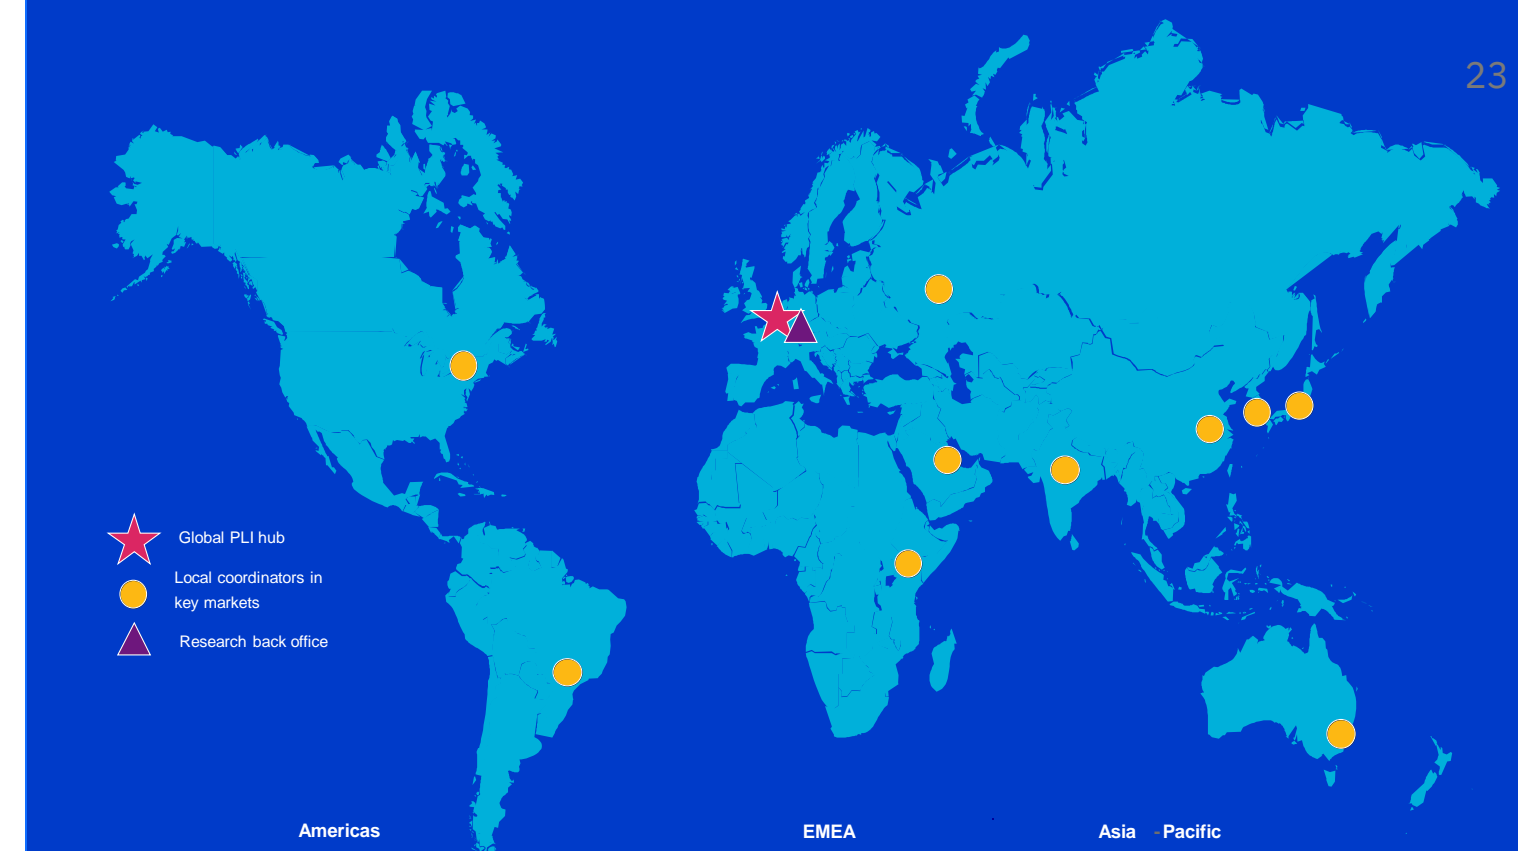 23
Global PLI hub
Local coordinators in
key markets
Research back office
Americas
EMEA
Asia - Pacific